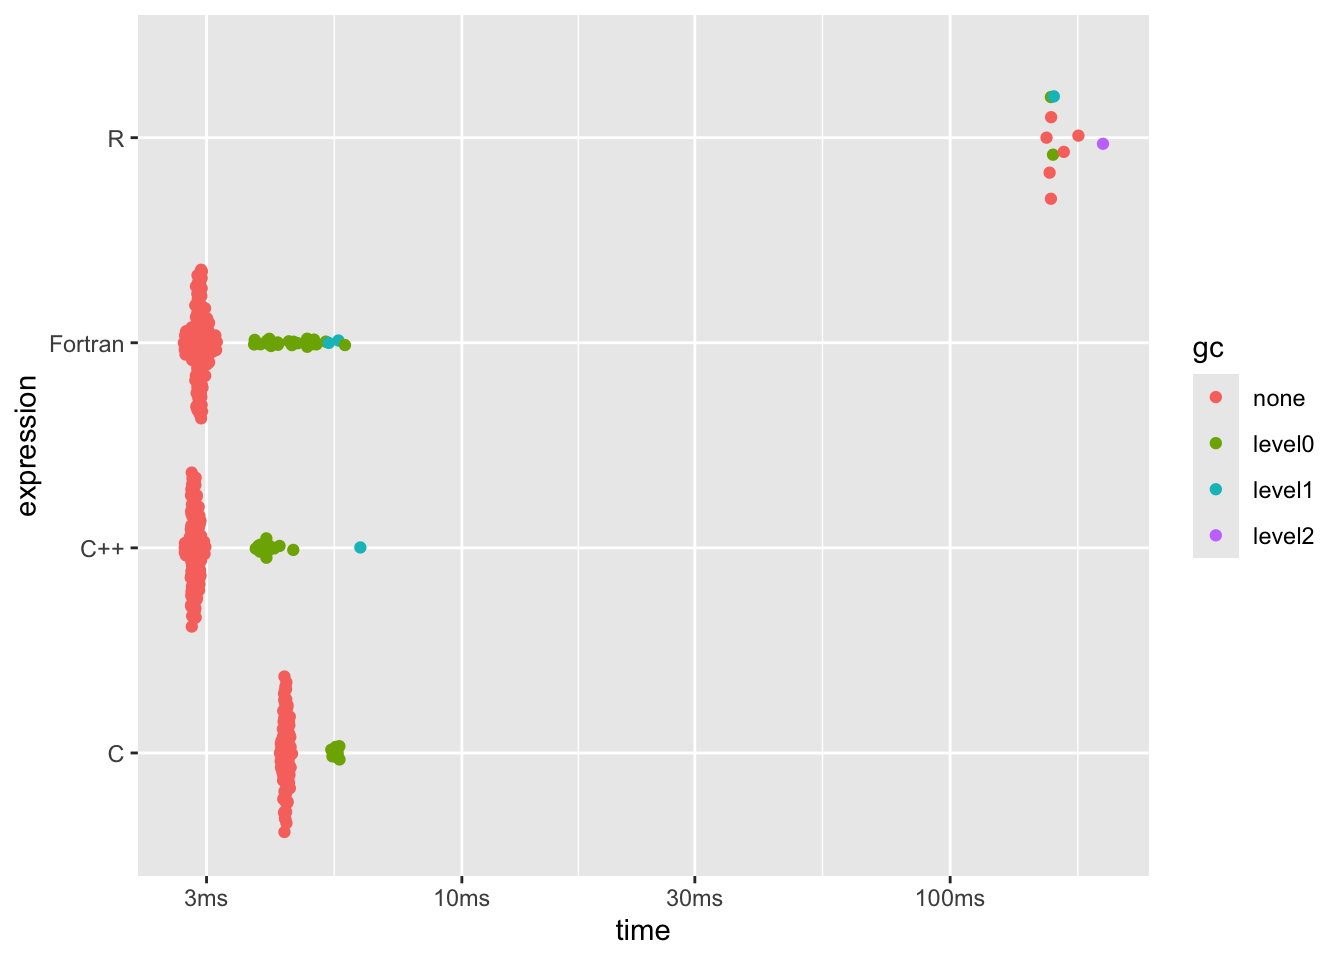 R
Fortran
C++
C
expression
3ms
10ms
30ms
100ms
time
gc
none
level0
level1
level2